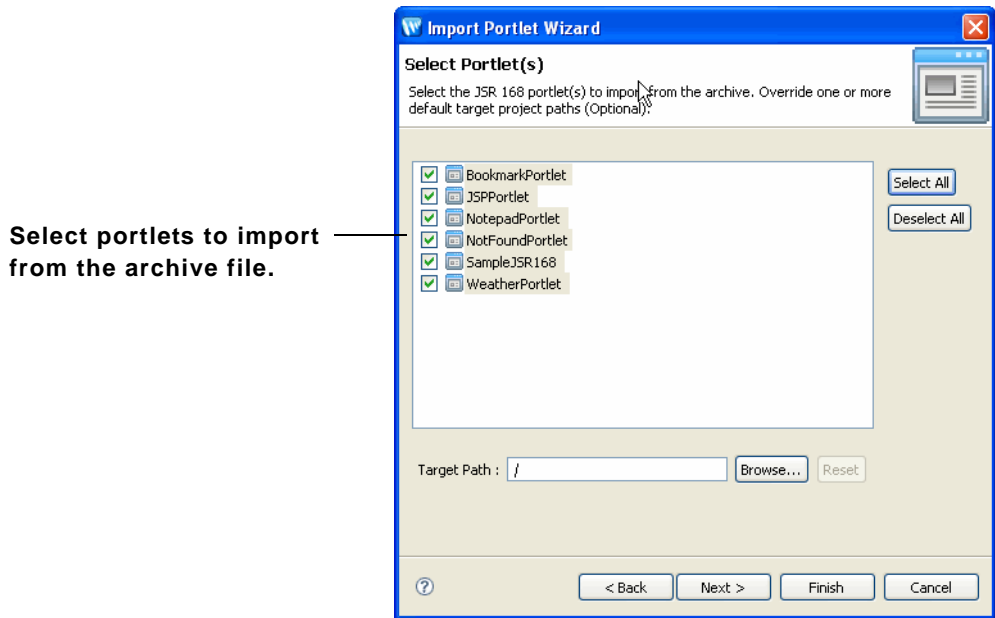 Import Portlet Wizard
Select Portlet(s)
Select the JSR 168 portlet(s) to import from the archive. Override one or more
default target project paths (Optional).
BookmarkPortlet
JSPPortlet
NotepadPortlet
NotFoundPortlet
SampleJSR168
WeatherPortlet
Select All
Deselect All
Select portlets to import
from the archive file.
Target Path : /
Browse...
Reset
?
< Back
Next >
Finish
Cancel